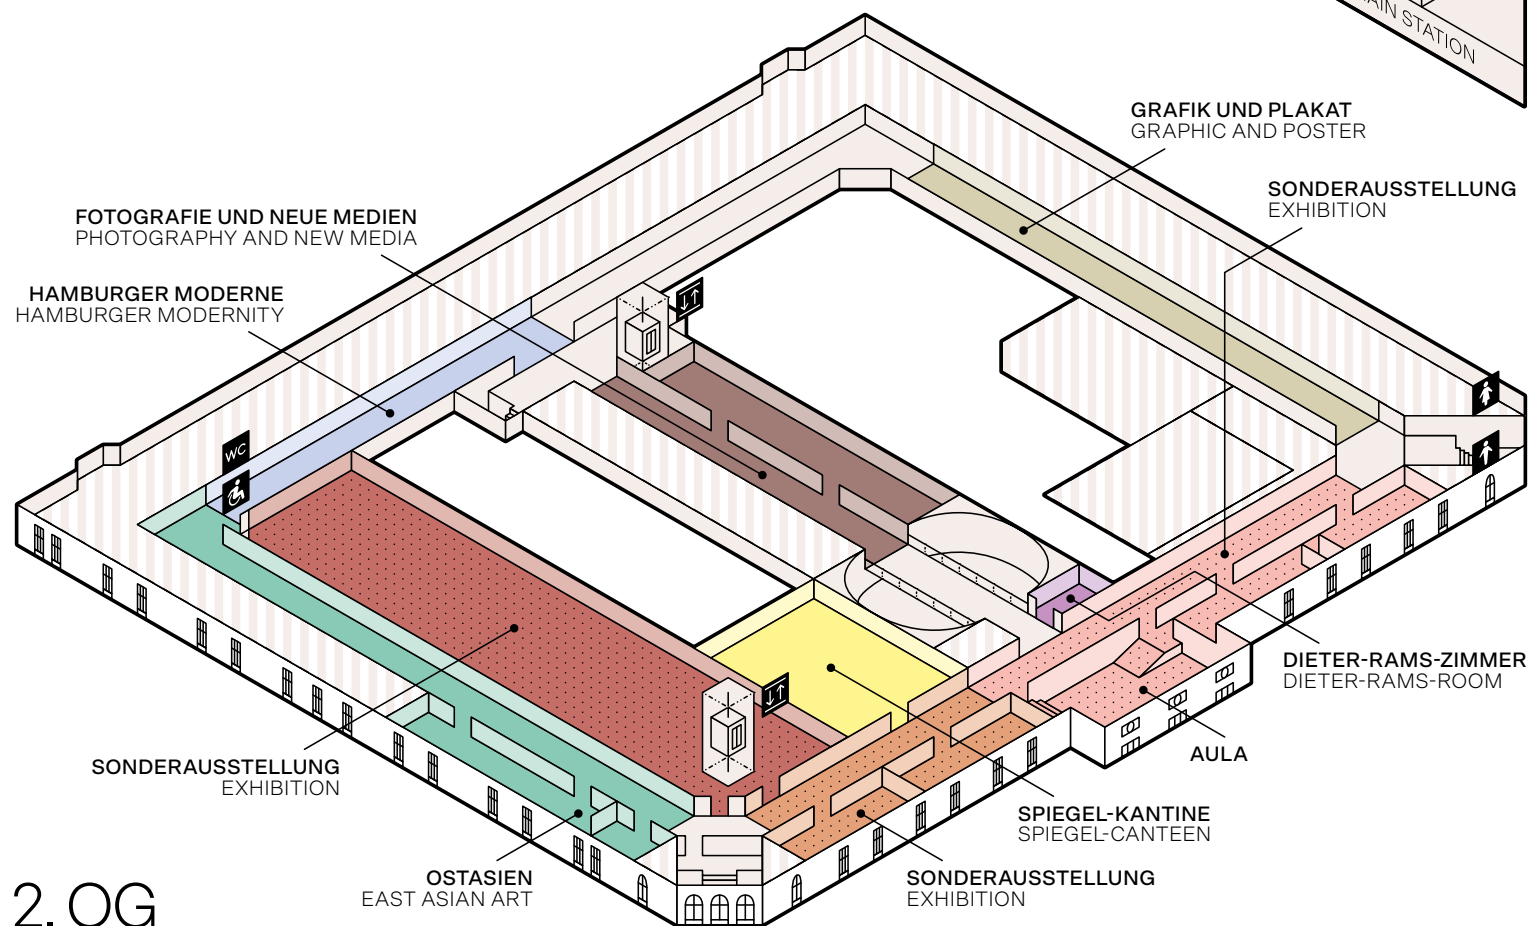 MAIN STATION
GRAFIK UND PLAKAT
GRAPHIC AND POSTER
SONDERAUSSTELLUNG
EXHIBITION
FOTOGRAFIE UND NEUE MEDIEN
PHOTOGRAPHY AND NEW MEDIA
HAMBURGER MODERNE
HAMBURGER MODERNITY
WC
DIETER-RAMS-ZIMMER
DIETER-RAMS-ROOM
AULA
SONDERAUSSTELLUNG
EXHIBITION
SPIEGEL-KANTINE
SPIEGEL-CANTEEN
OSTASIEN
EAST ASIAN ART
SONDERAUSSTELLUNG
EXHIBITION
2. OG